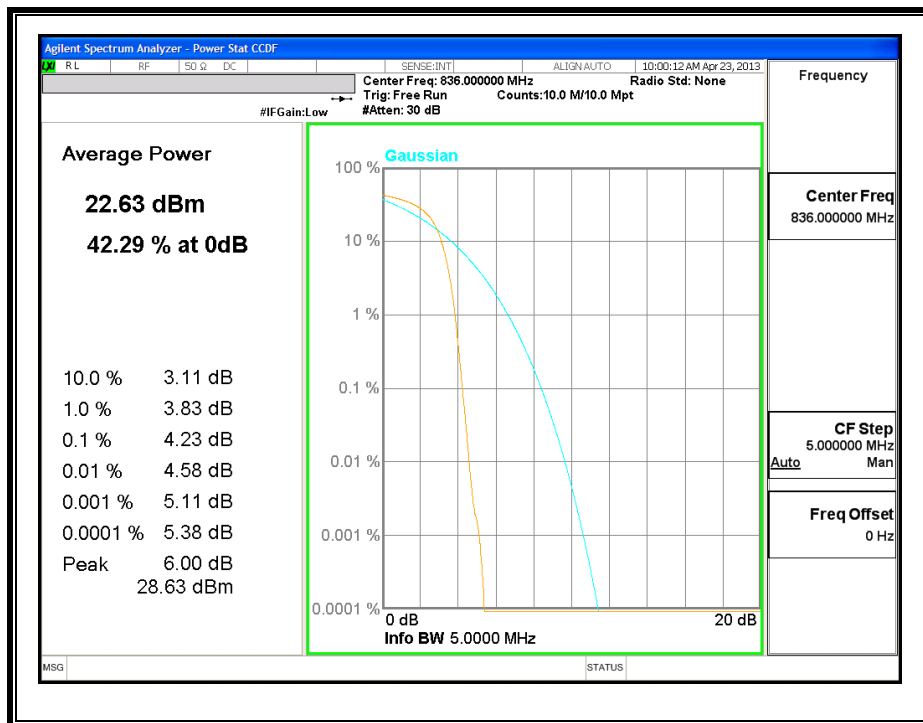 Agilent Spectrum Analyzer - Power Stat CCDF
LXI RL RF 50 Ω DC SENSE:INT ALIGN AUTO 10:00:12 AM Apr 23, 2013
Center Freq: 836.000000 MHz Radio Std: None
Trig: Free Run Counts:10.0 M/10.0 Mpt
#IFGain:Low #Atten: 30 dB
Frequency
Average Power
22.63 dBm
42.29 % at 0dB
10.0 % 3.11 dB
1.0 % 3.83 dB
0.1 % 4.23 dB
0.01 % 4.58 dB
0.001 % 5.11 dB
0.0001 % 5.38 dB
Peak 6.00 dB
28.63 dBm
Gaussian
100 %
10 %
1 %
0.1 %
0.01 %
0.001 %
0.0001 %
0 dB 20 dB
Info BW 5.0000 MHz
Center Freq
836.000000 MHz
CF Step
5.000000 MHz
Auto Man
Freq Offset
0 Hz
MSG STATUS